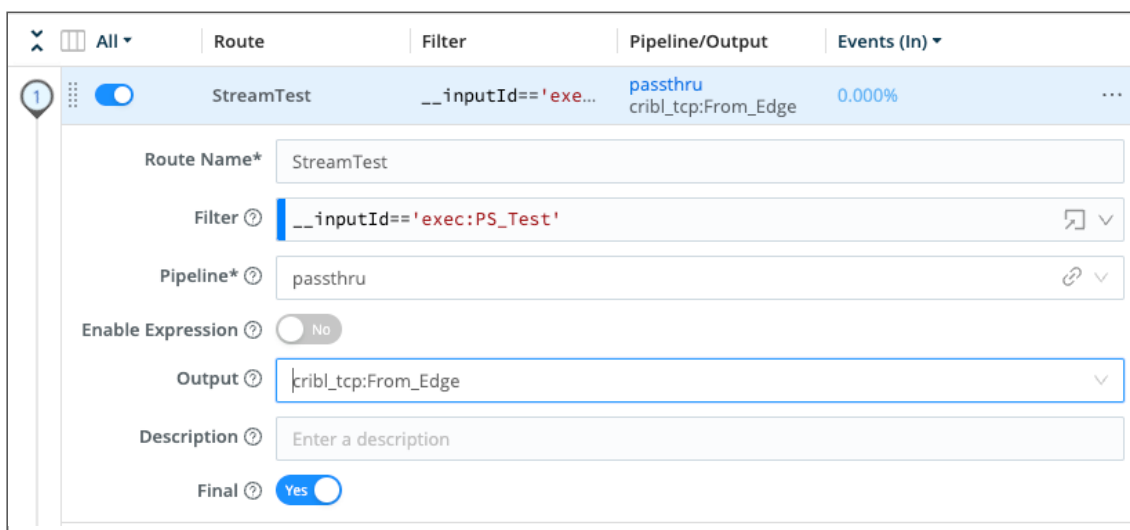 All Route Filter Pipeline/Output Events (In)
1 StreamTest __inputId=='exe... passthru 0.000% ...
cribl_tcp:From_Edge
Route Name* StreamTest
Filter ? __inputId=='exec:PS_Test'
Pipeline* ? passthru
Enable Expression ? No
Output ? cribl_tcp:From_Edge
Description ? Enter a description
Final ? Yes